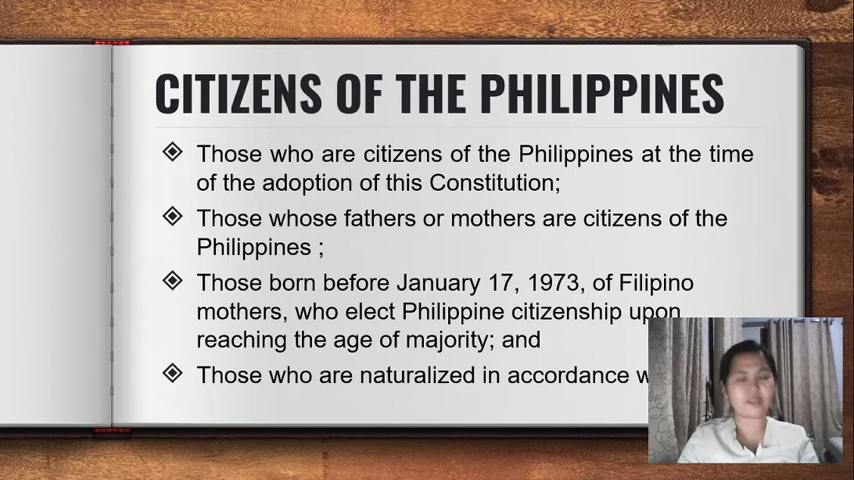 CITIZENS OF THE PHILIPPINES
Those who are citizens of the Philippines at the time
of the adoption of this Constitution;
Those whose fathers or mothers are citizens of the
Philippines ;
Those born before January 17, 1973, of Filipino
mothers, who elect Philippine citizenship upon
reaching the age of majority; and
Those who are naturalized in accordance